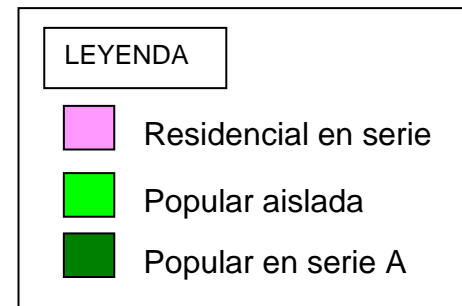 LEYENDA
Residencial en serie
Popular aislada
Popular en serie A